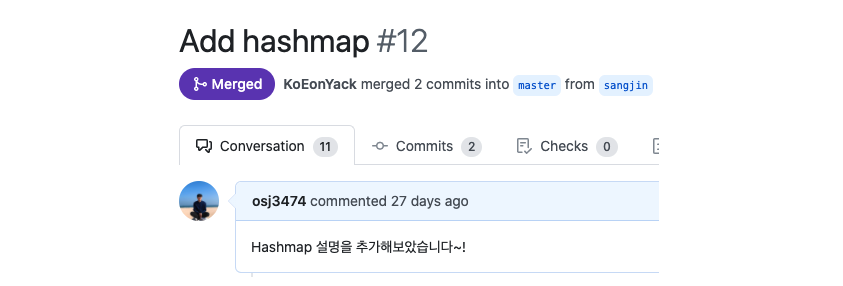 Add hashmap #12
Merged KoEonYack merged 2 commits into master from sangjin
Conversation 11 Commits 2 Checks 0
osj3474 commented 27 days ago
Hashmap 설명을 추가해보았습니다~!